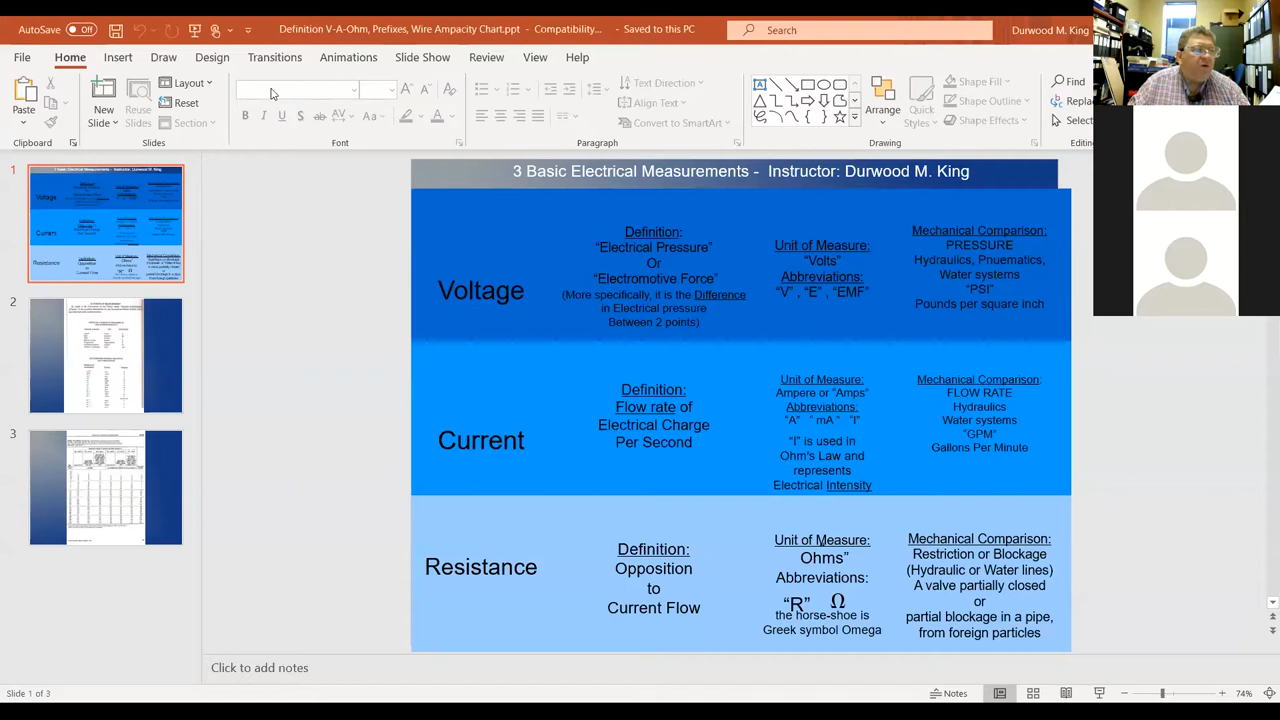 AutoSave Off
Definition V-A-Ohm, Prefixes, Wire Ampacity Chart.ppt - Compatibility... - Saved to this PC
Search
Durwood M. King
File Home Insert Draw Design Transitions Animations Slide Show Review View Help
Paste
New
Slide
Reuse
Slides
Layout
Reset
Section
B U S ab AV Aa A
Text Direction
Align Text
Convert to SmartArt
Arrange
Quick
Styles
Shape Fill
Shape Outline
Shape Effects
Find
Replac
Select
Clipboard Slides Font Paragraph Drawing Editing
1
2
3
3 Basic Electrical Measurements - Instructor: Durwood M. King
Voltage
Definition:
“Electrical Pressure”
Or
“Electromotive Force”
(More specifically, it is the Difference
in Electrical pressure
Between 2 points)
Unit of Measure:
“Volts”
Abbreviations:
“V” , “E” , “EMF”
Mechanical Comparison:
PRESSURE
Hydraulics, Pnuematics,
Water systems
“PSI”
Pounds per square inch
Current
Definition:
Flow rate of
Electrical Charge
Per Second
Unit of Measure:
Ampere or “Amps”
Abbreviations:
“A” “ mA ” “I”
“I” is used in
Ohm's Law and
represents
Electrical Intensity
Mechanical Comparison:
FLOW RATE
Hydraulics
Water systems
“GPM”
Gallons Per Minute
Resistance
Definition:
Opposition
to
Current Flow
Unit of Measure:
Ohms”
Abbreviations:
“R” Ω
the horse-shoe is
Greek symbol Omega
Mechanical Comparison:
Restriction or Blockage
(Hydraulic or Water lines)
A valve partially closed
or
partial blockage in a pipe,
from foreign particles
Click to add notes
Slide 1 of 3
Notes
74%